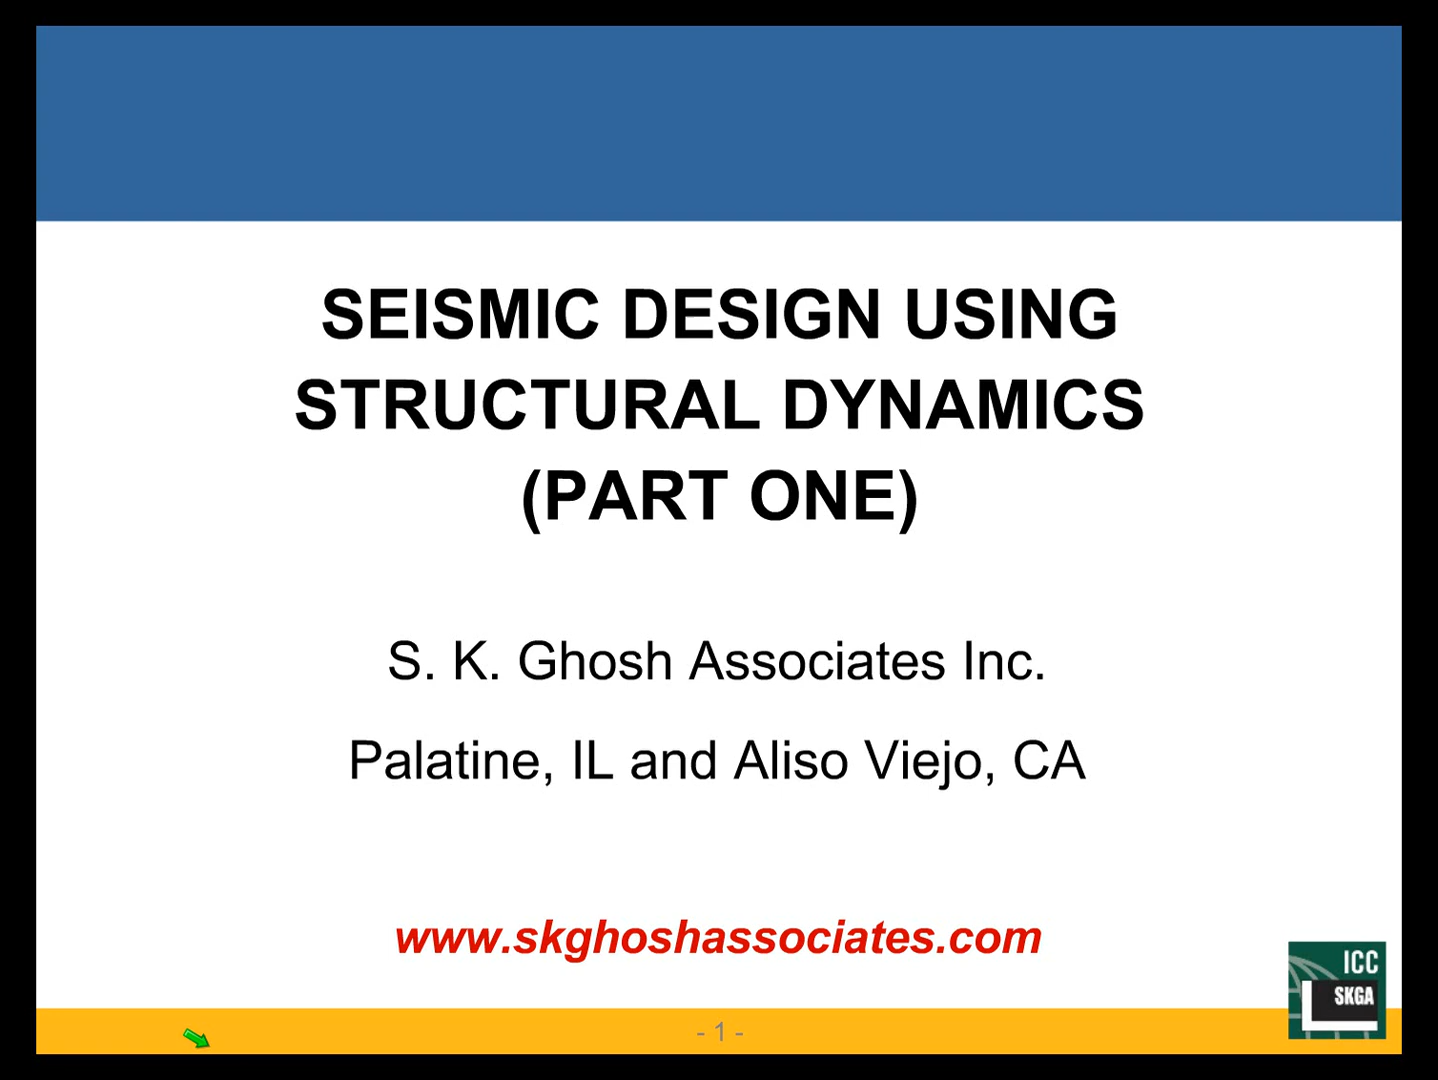 SEISMIC DESIGN USING
STRUCTURAL DYNAMICS
(PART ONE)
S. K. Ghosh Associates Inc.
Palatine, IL and Aliso Viejo, CA
www.skghoshassociates.com
ICC
SKGA
- 1 -